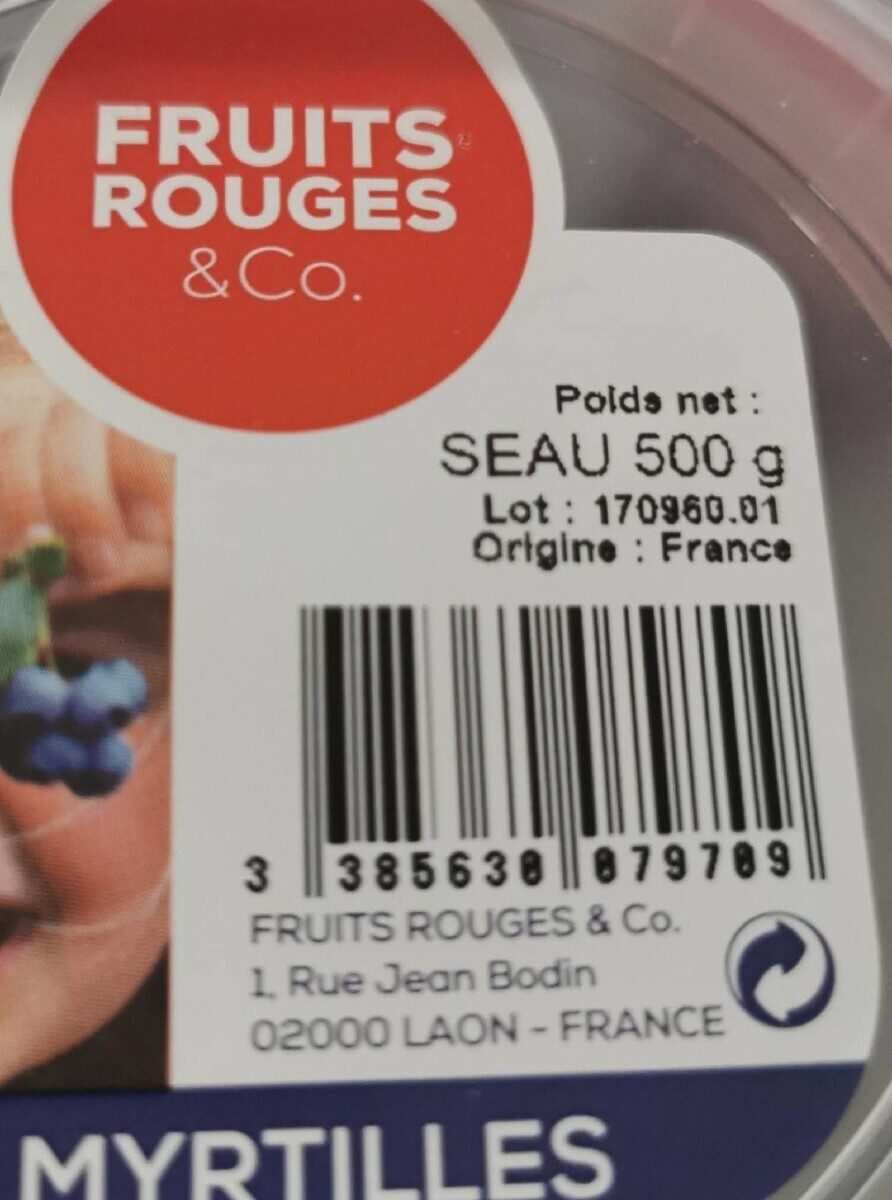 FRUITS
ROUGES
&Co.
Poids net :
SEAU 500 g
Lot : 170960.01
Origine : France
3 385630 079709
FRUITS ROUGES & Co.
1, Rue Jean Bodin
02000 LAON - FRANCE
MYRTILLES